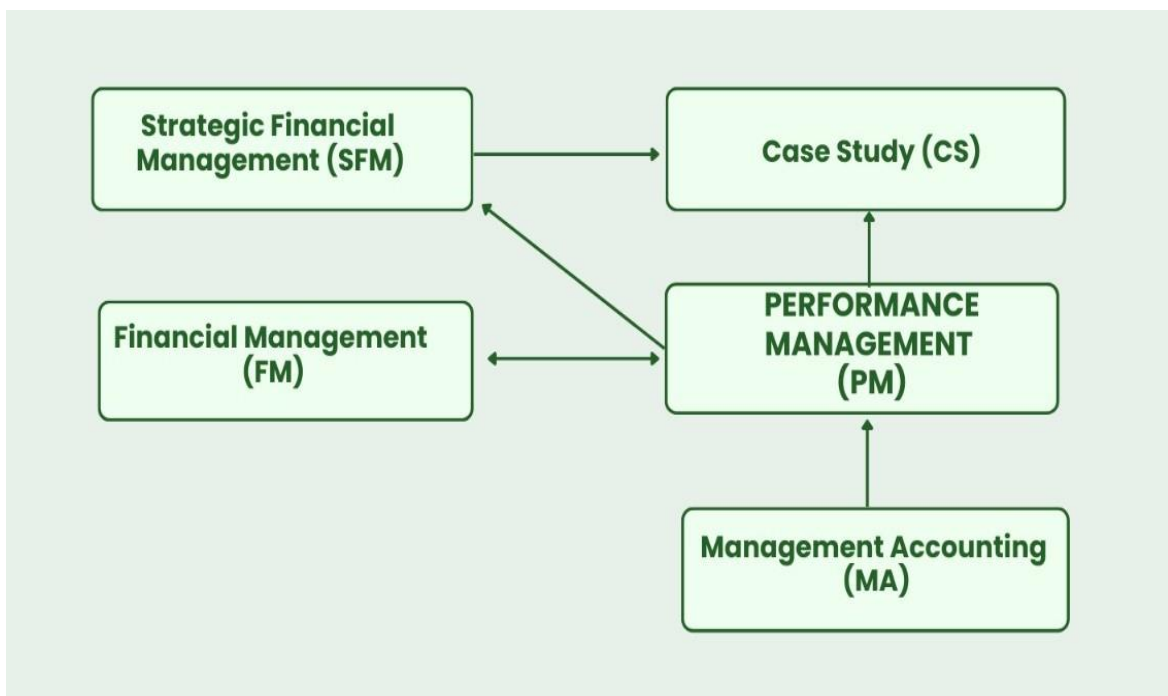 Strategic Financial
Management (SFM)
Case Study (CS)
Financial Management
(FM)
PERFORMANCE
MANAGEMENT
(PM)
Management Accounting
(MA)